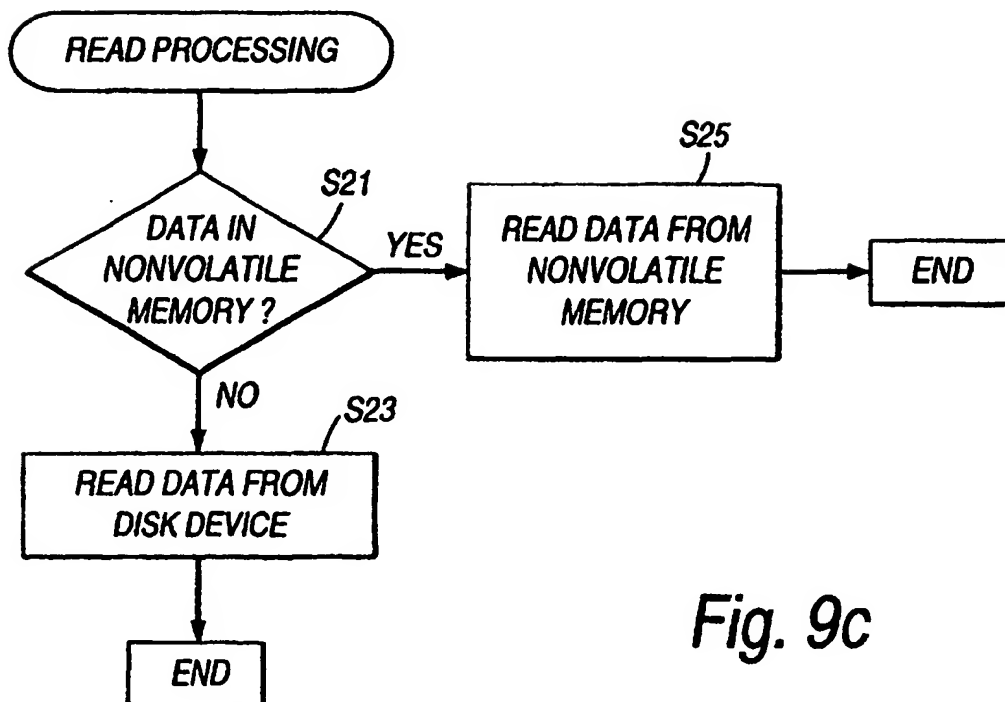 READ PROCESSING
S21
DATA IN
NONVOLATILE
MEMORY ?
YES
S25
READ DATA FROM
NONVOLATILE
MEMORY
END
NO
S23
READ DATA FROM
DISK DEVICE
END
Fig. 9c